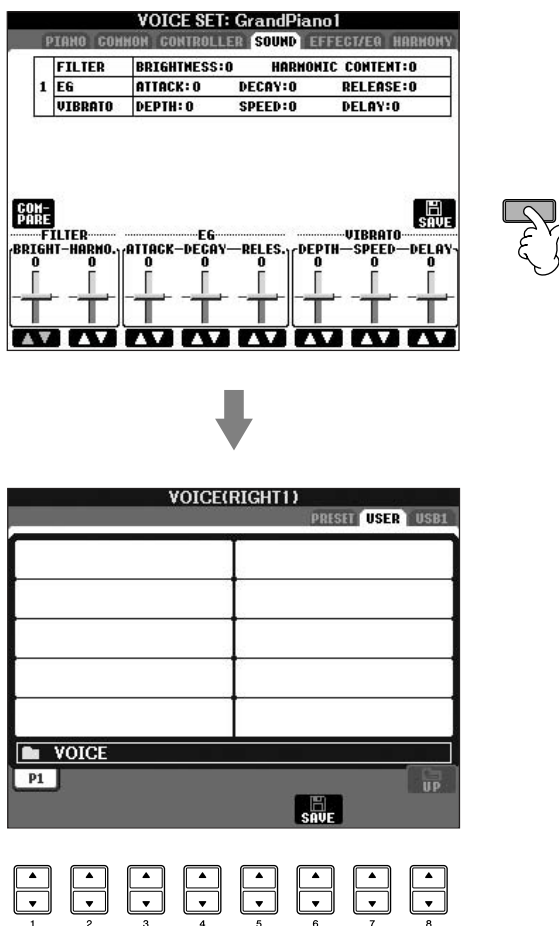 VOICE SET: GrandPiano1
PIANO COMMON CONTROLLER SOUND EFFECT/EQ HARMONY
FILTER BRIGHTNESS:0 HARMONIC CONTENT:0
1 EG ATTACK:0 DECAY:0 RELEASE:0
VIBRATO DEPTH:0 SPEED:0 DELAY:0
COM-
PARE
SAVE
FILTER EG VIBRATO
BRIGHT HARMO. ATTACK DECAY RELES. DEPTH SPEED DELAY
0 0 0 0 0 0 0 0
VOICE(RIGHT1)
PRESET USER USB1
VOICE
P1
UP
SAVE
1 2 3 4 5 6 7 8